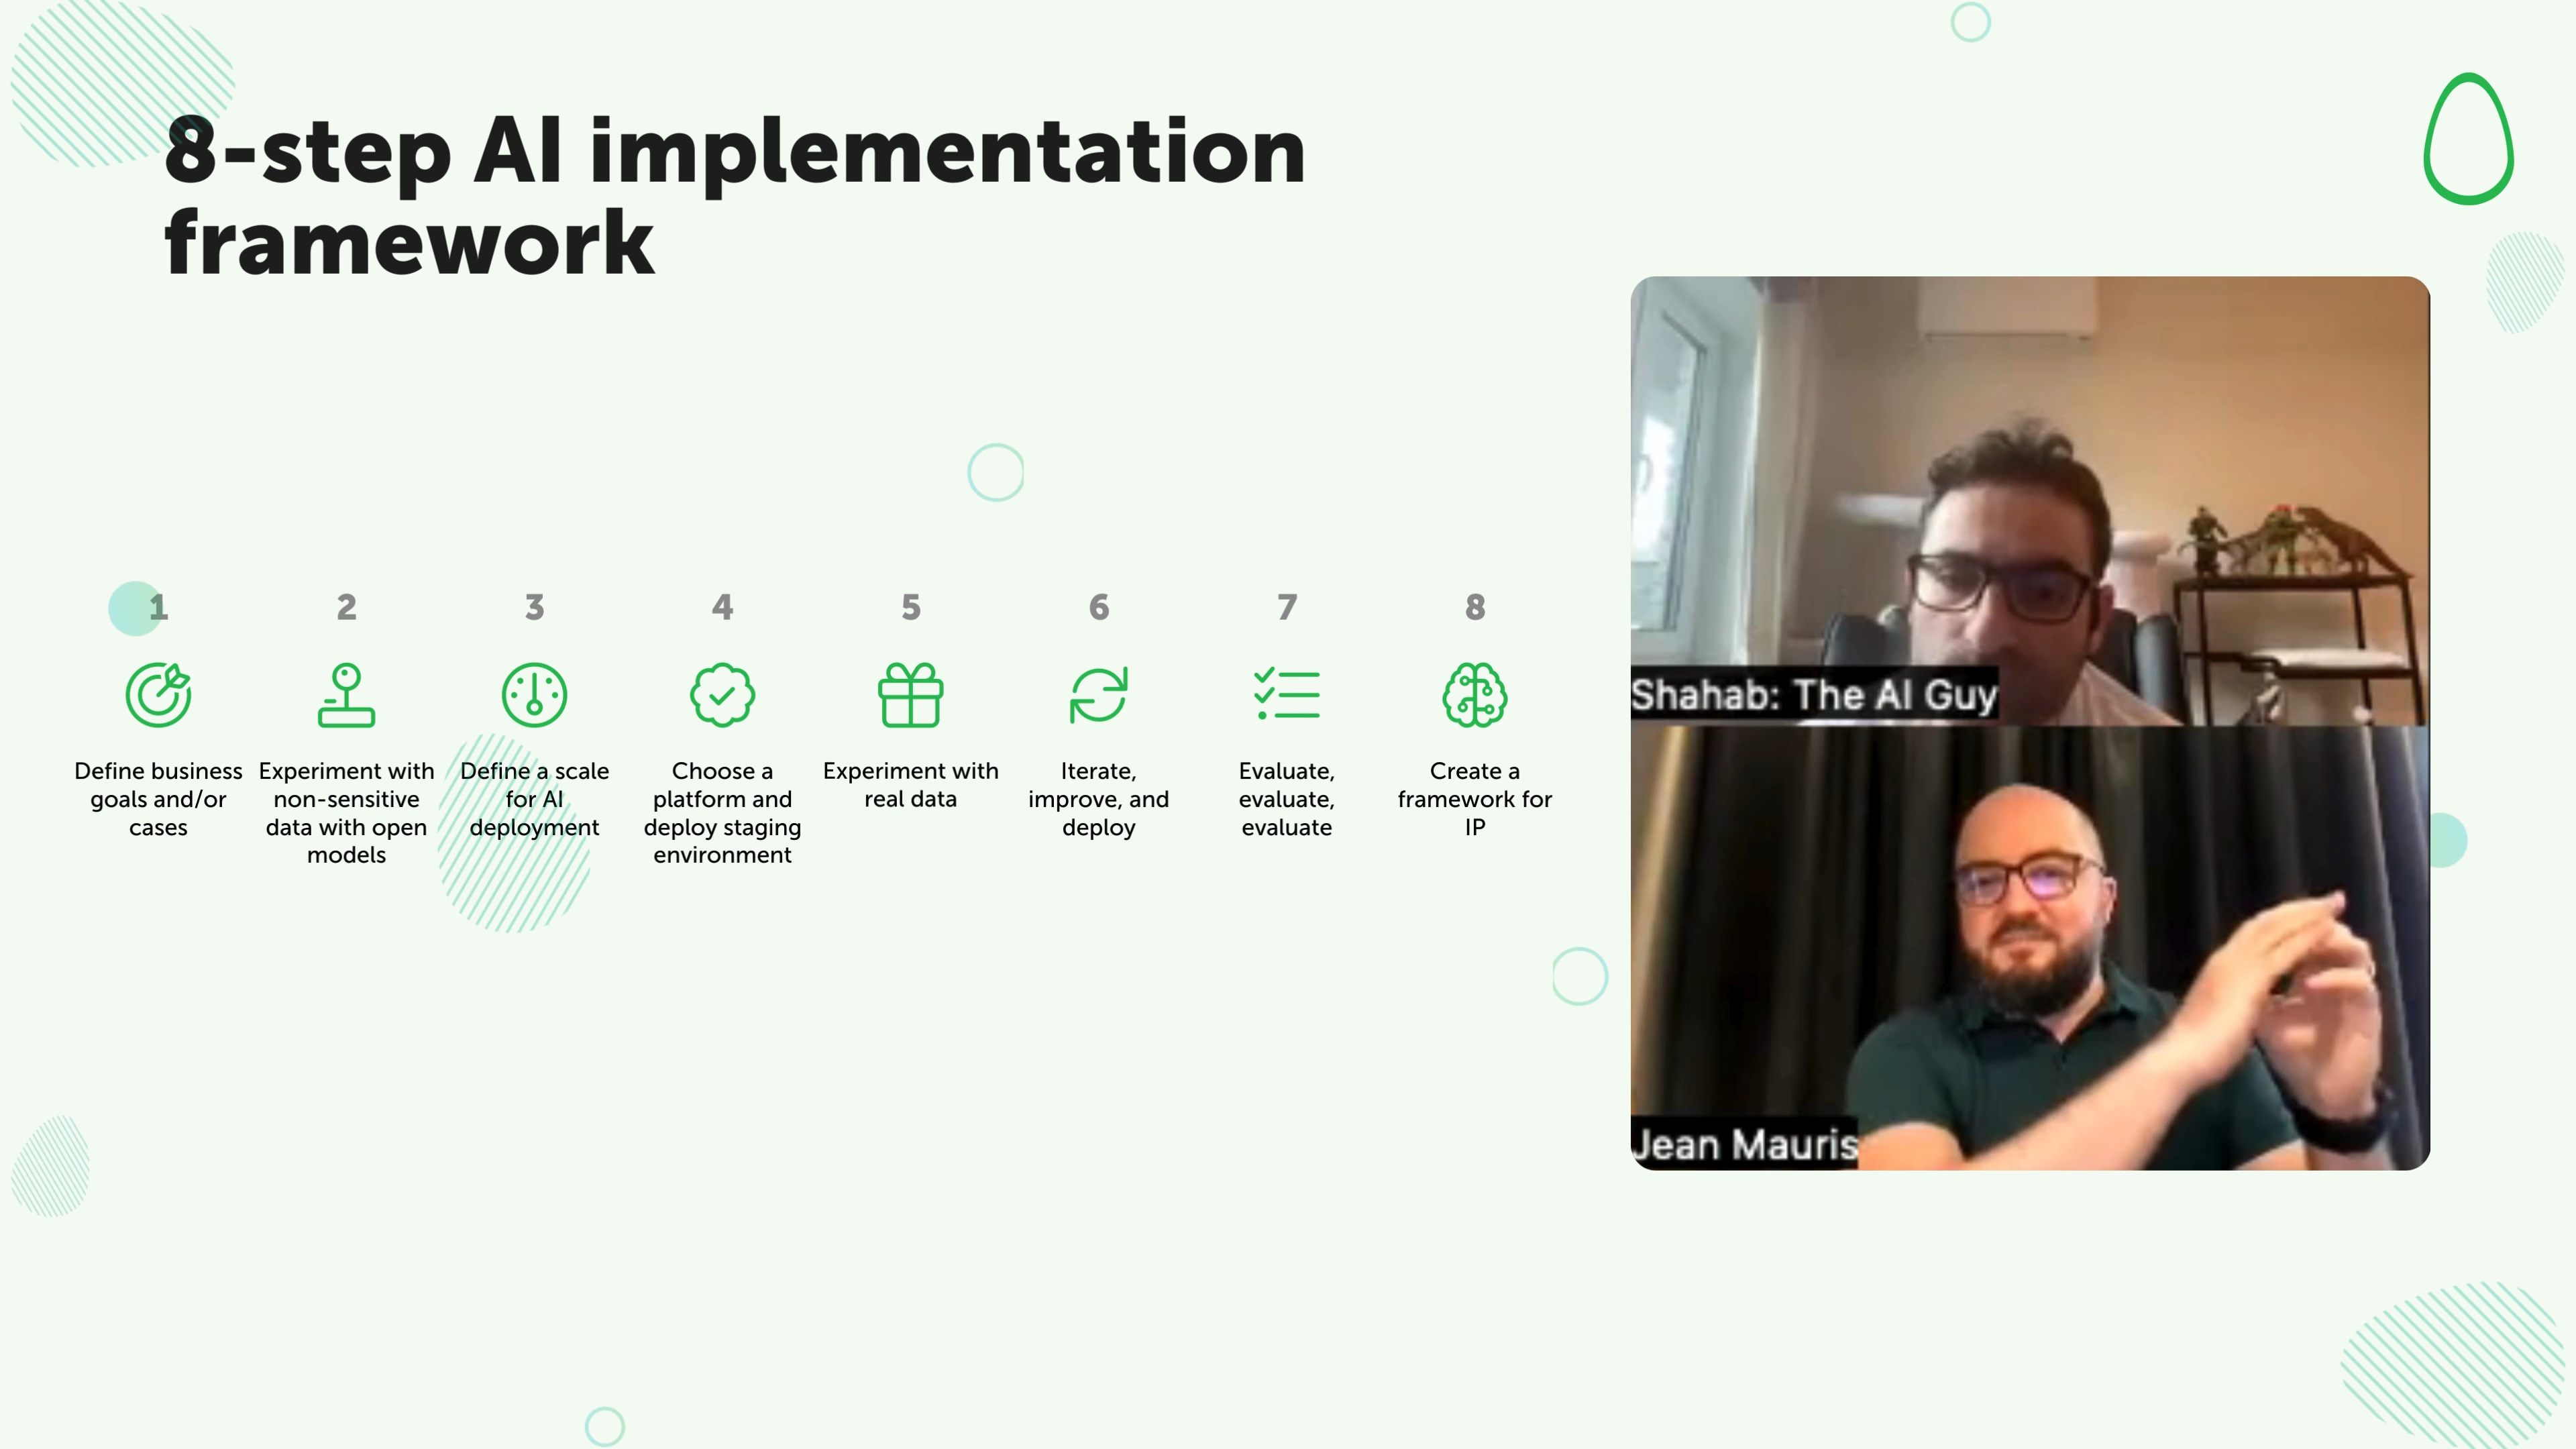 8-step AI implementation
framework
1
Define business
goals and/or
cases
2
Experiment with
non-sensitive
data with open
models
3
Define a scale
for AI
deployment
4
Choose a
platform and
deploy staging
environment
5
Experiment with
real data
6
Iterate,
improve, and
deploy
7
Evaluate,
evaluate,
evaluate
8
Create a
framework for
IP
Shahab: The AI Guy
Jean Mauris